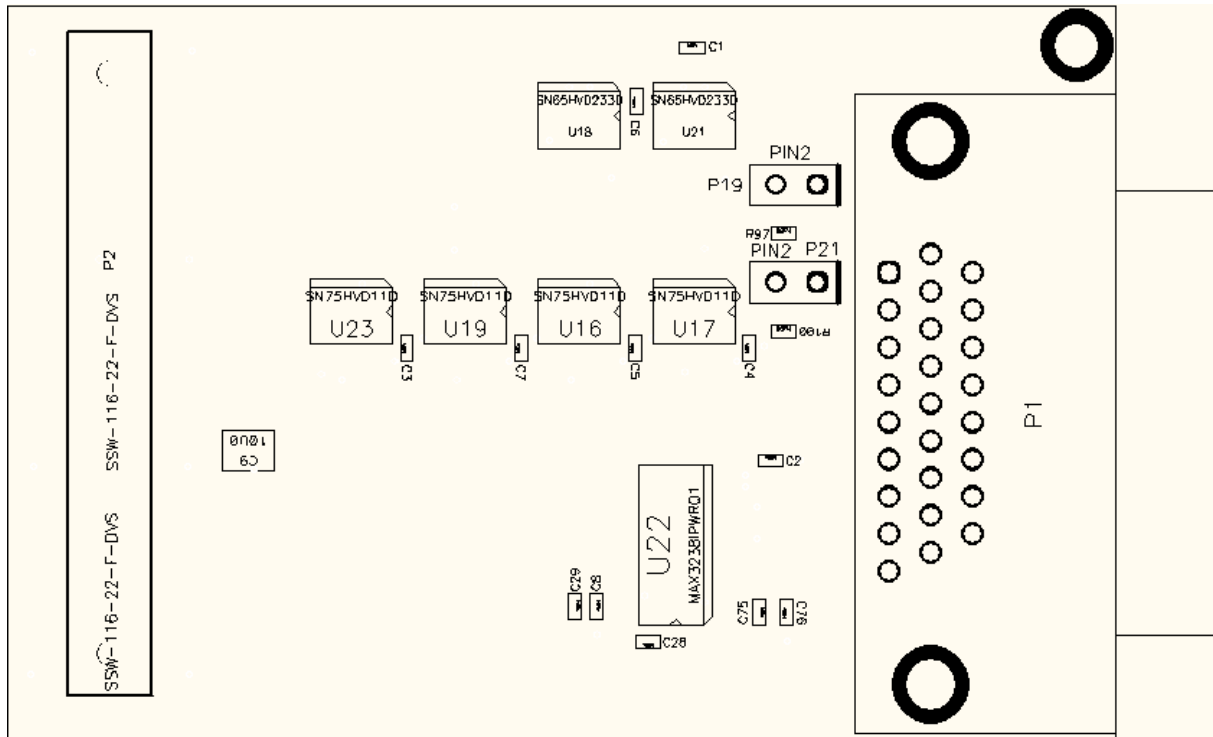 C1
SN65HVD233D
U18
C6
SN65HVD233D
U21
PIN2
P19
R97
PIN2 P21
R100
SSW-116-22-F-DVS P2
SSW-116-22-F-DVS
SN75HVD11D
U23
C3
SN75HVD11D
U19
C7
SN75HVD11D
U16
C5
SN75HVD11D
U17
C4
P1
10U0
C9
C2
U22
MAX3238IPWRQ1
C29
C8
C28
C75
C76